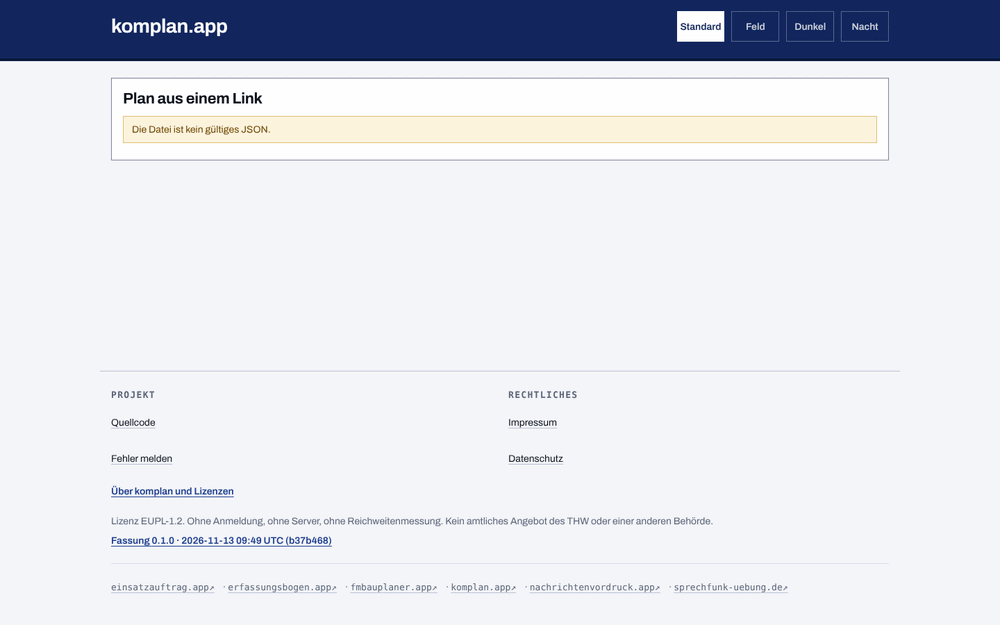 komplan.app
Standard Feld Dunkel Nacht
Plan aus einem Link
Die Datei ist kein gültiges JSON.
PROJEKT
Quellcode
Fehler melden
Über komplan und Lizenzen
RECHTLICHES
Impressum
Datenschutz
Lizenz EUPL-1.2. Ohne Anmeldung, ohne Server, ohne Reichweitenmessung. Kein amtliches Angebot des THW oder einer anderen Behörde.
Fassung 0.1.0 · 2026-11-13 09:49 UTC (b37b468)
einsatzauftrag.app↗ · erfassungsbogen.app↗ · fmbauplaner.app↗ · komplan.app↗ · nachrichtenvordruck.app↗ · sprechfunk-uebung.de↗